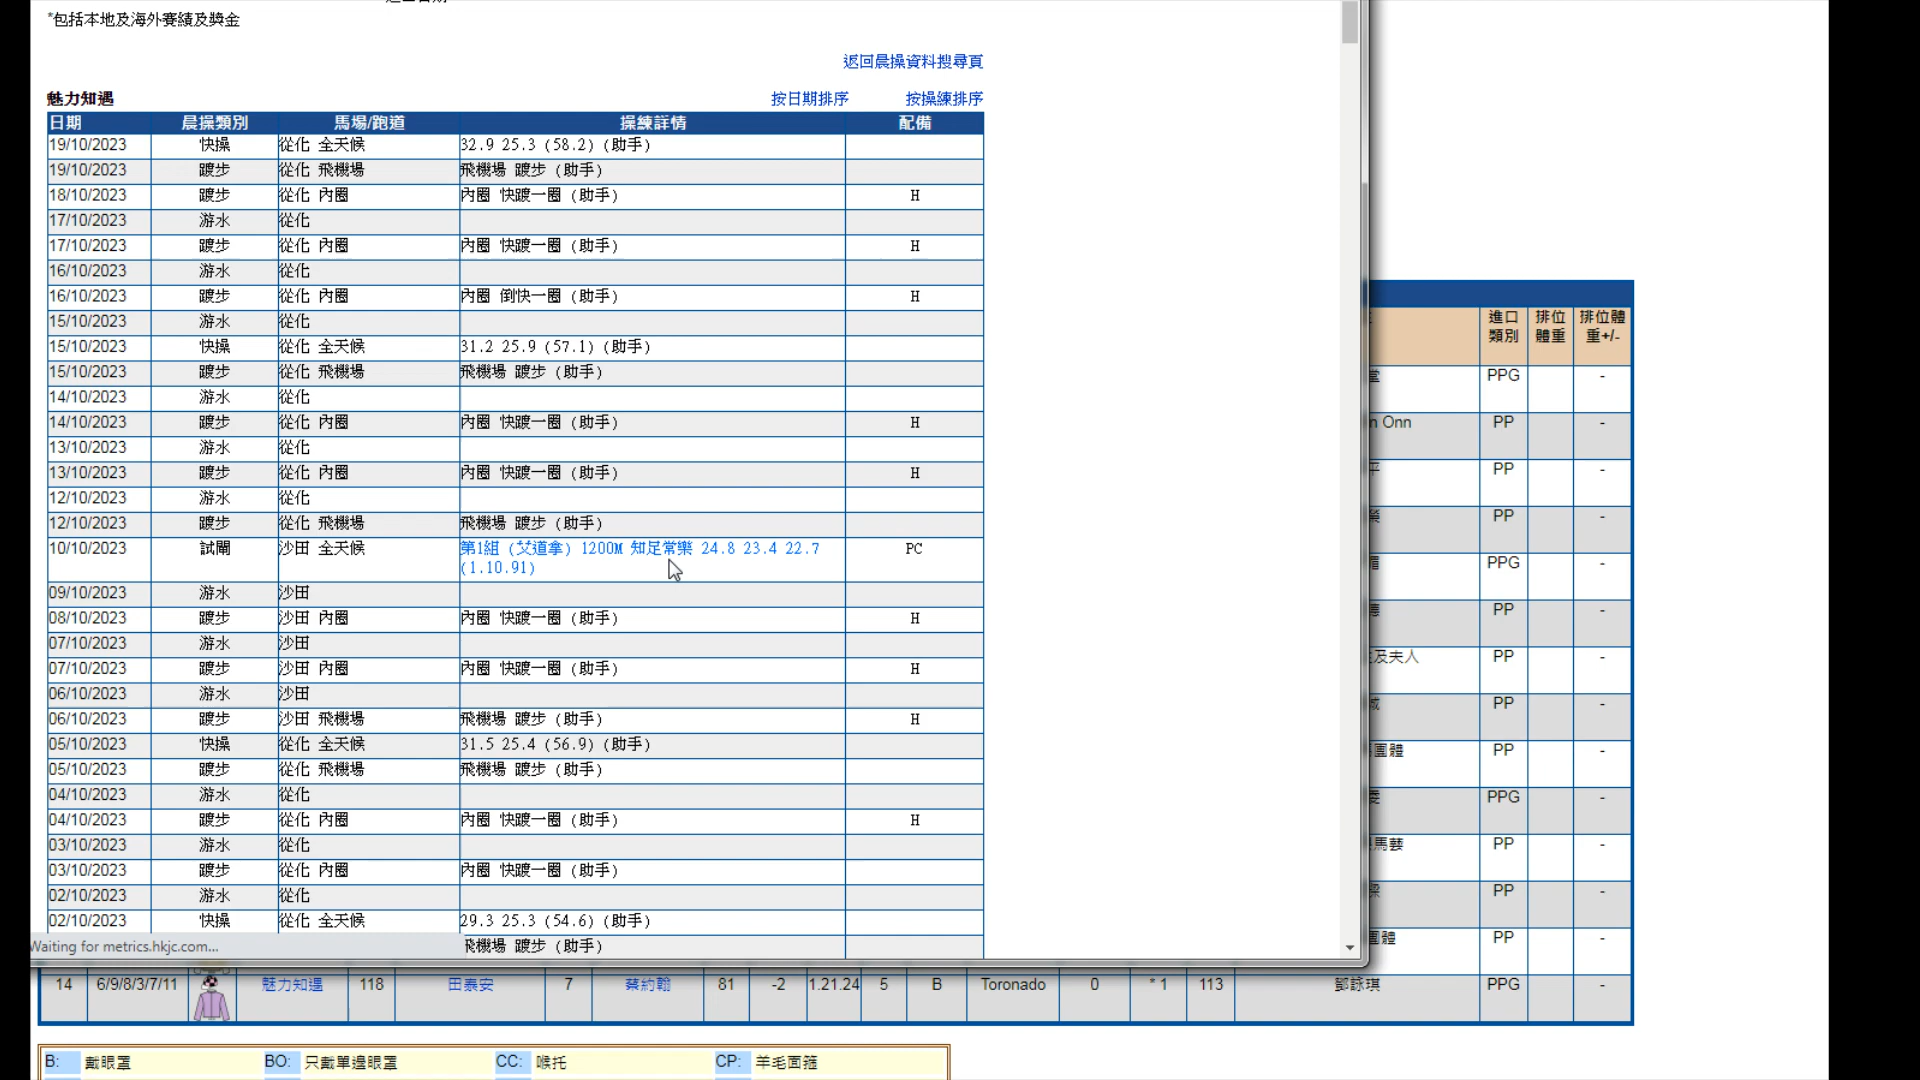 *包括本地及海外賽績及獎金
返回晨操資料搜尋頁
魅力知遇 按日期排序 按操練排序
日期 晨操類別 馬場/跑道 操練詳情 配備
19/10/2023 快操 從化 全天候 32.9 25.3 (58.2) (助手)
19/10/2023 踱步 從化 飛機場 飛機場 踱步 (助手)
18/10/2023 踱步 從化 內圈 內圈 快踱一圈 (助手) H
17/10/2023 游水 從化
17/10/2023 踱步 從化 內圈 內圈 快踱一圈 (助手) H
16/10/2023 游水 從化
16/10/2023 踱步 從化 內圈 內圈 倒快一圈 (助手) H
15/10/2023 游水 從化
15/10/2023 快操 從化 全天候 31.2 25.9 (57.1) (助手)
15/10/2023 踱步 從化 飛機場 飛機場 踱步 (助手)
14/10/2023 游水 從化
14/10/2023 踱步 從化 內圈 內圈 快踱一圈 (助手) H
13/10/2023 游水 從化
13/10/2023 踱步 從化 內圈 內圈 快踱一圈 (助手) H
12/10/2023 游水 從化
12/10/2023 踱步 從化 飛機場 飛機場 踱步 (助手)
10/10/2023 試閘 沙田 全天候 第1組 (艾道拿) 1200M 知足常樂 24.8 23.4 22.7 PC
(1.10.91)
09/10/2023 游水 沙田
08/10/2023 踱步 沙田 內圈 內圈 快踱一圈 (助手) H
07/10/2023 游水 沙田
07/10/2023 踱步 沙田 內圈 內圈 快踱一圈 (助手) H
06/10/2023 游水 沙田
06/10/2023 踱步 沙田 飛機場 飛機場 踱步 (助手) H
05/10/2023 快操 從化 全天候 31.5 25.4 (56.9) (助手)
05/10/2023 踱步 從化 飛機場 飛機場 踱步 (助手)
04/10/2023 游水 從化
04/10/2023 踱步 從化 內圈 內圈 快踱一圈 (助手) H
03/10/2023 游水 從化
03/10/2023 踱步 從化 內圈 內圈 快踱一圈 (助手)
02/10/2023 游水 從化
02/10/2023 快操 從化 全天候 29.3 25.3 (54.6) (助手)
飛機場 踱步 (助手)
Waiting for metrics.hkjc.com...
進口 排位 排位體
類別 體重 重+/-
PPG -
n Onn PP -
平 PP -
PP -
PPG -
PP -
及夫人 PP -
PP -
團體 PP -
PPG -
馬藝 PP -
PP -
團體 PP -
14 6/9/8/3/7/11 魅力知遇 118 田泰安 7 蔡約翰 81 -2 1.21.24 5 B Toronado 0 * 1 113 鄧詠琪 PPG -
B: 戴眼罩 BO: 只戴單邊眼罩 CC: 喉托 CP: 羊毛面箍